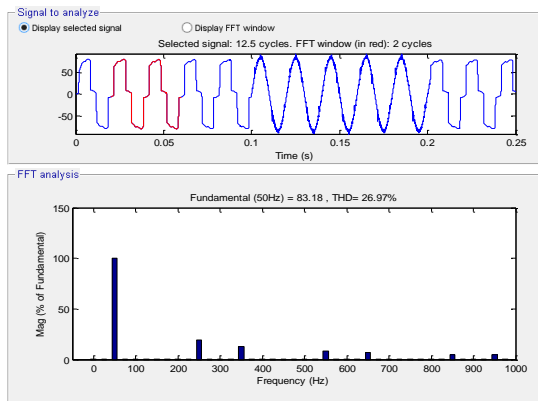 Signal to analyze
Display selected signal Display FFT window
Selected signal: 12.5 cycles. FFT window (in red): 2 cycles
50
0
-50
0 0.05 0.1 0.15 0.2 0.25
Time (s)
FFT analysis
Fundamental (50Hz) = 83.18 , THD= 26.97%
150
100
50
0
Mag (% of Fundamental)
0 100 200 300 400 500 600 700 800 900 1000
Frequency (Hz)